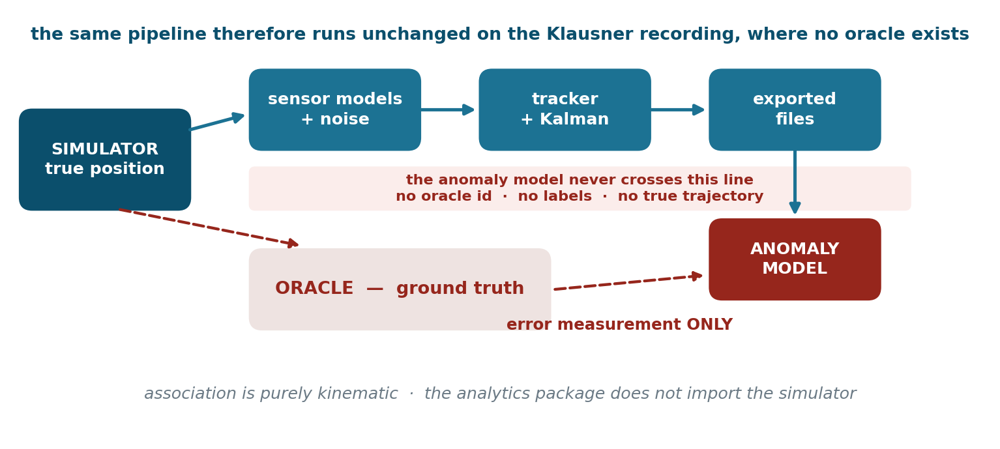 the same pipeline therefore runs unchanged on the Klausner recording, where no oracle exists
SIMULATOR
true position
sensor models
+ noise
tracker
+ Kalman
exported
files
the anomaly model never crosses this line
no oracle id · no labels · no true trajectory
ANOMALY
MODEL
ORACLE — ground truth
error measurement ONLY
association is purely kinematic · the analytics package does not import the simulator